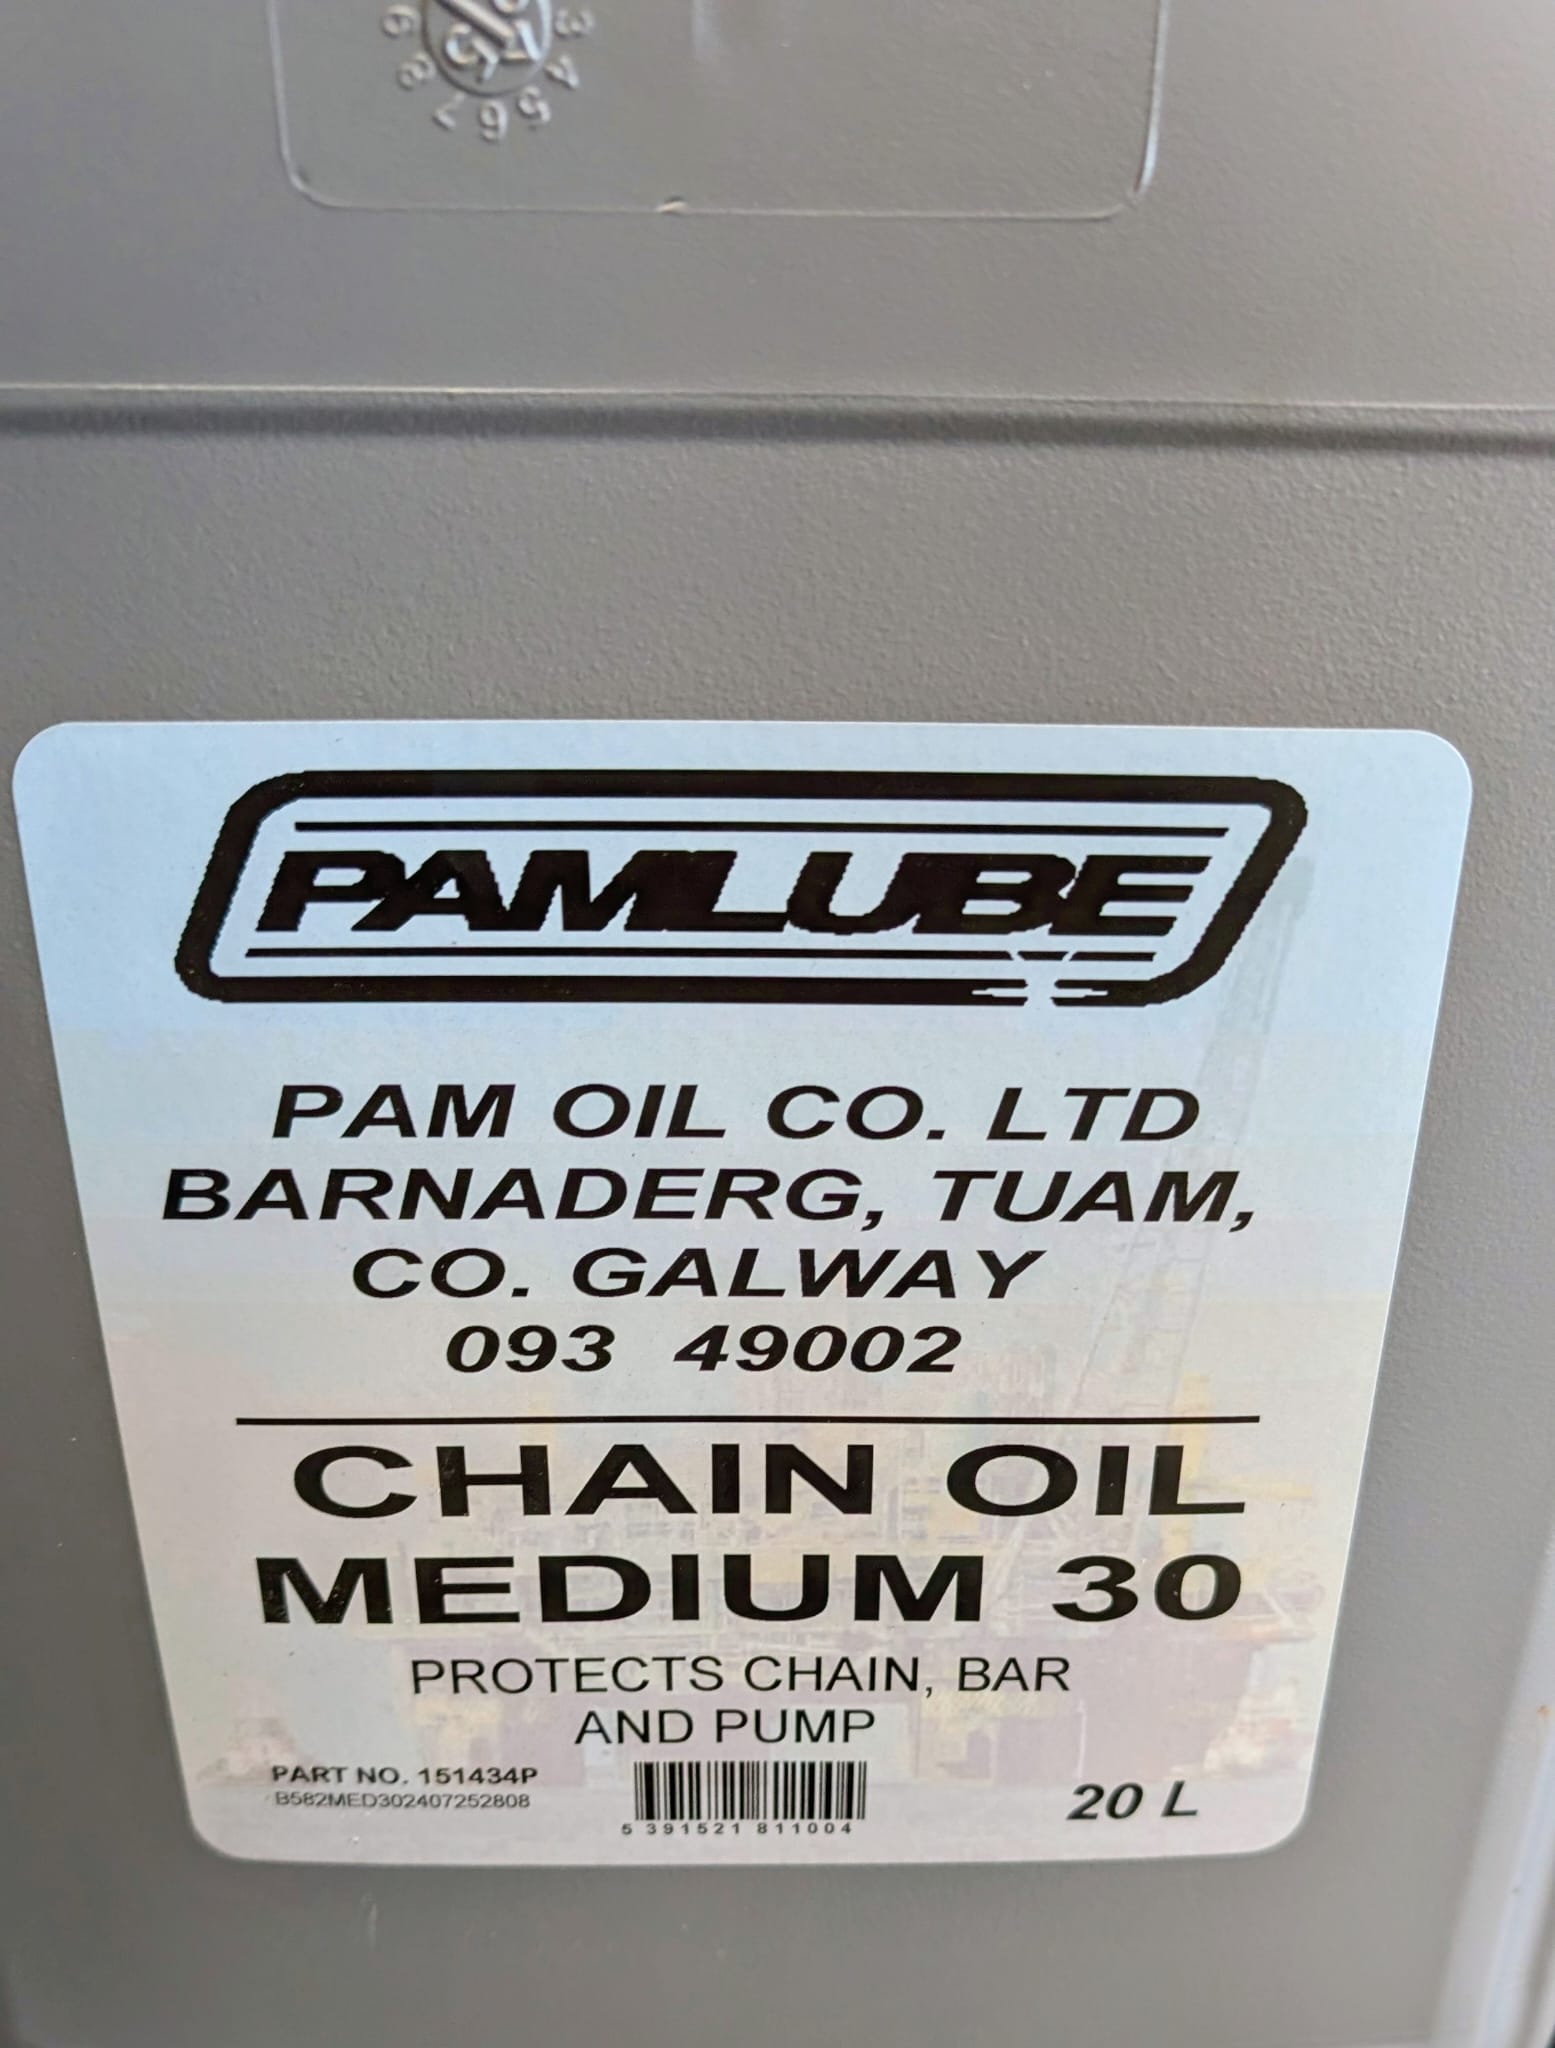 PAMLUBE
PAM OIL CO. LTD
BARNADERG, TUAM,
CO. GALWAY
093 49002
CHAIN OIL
MEDIUM 30
PROTECTS CHAIN, BAR
AND PUMP
PART NO. 151434P
B582MED302407252808
5 391521 811004
20 L